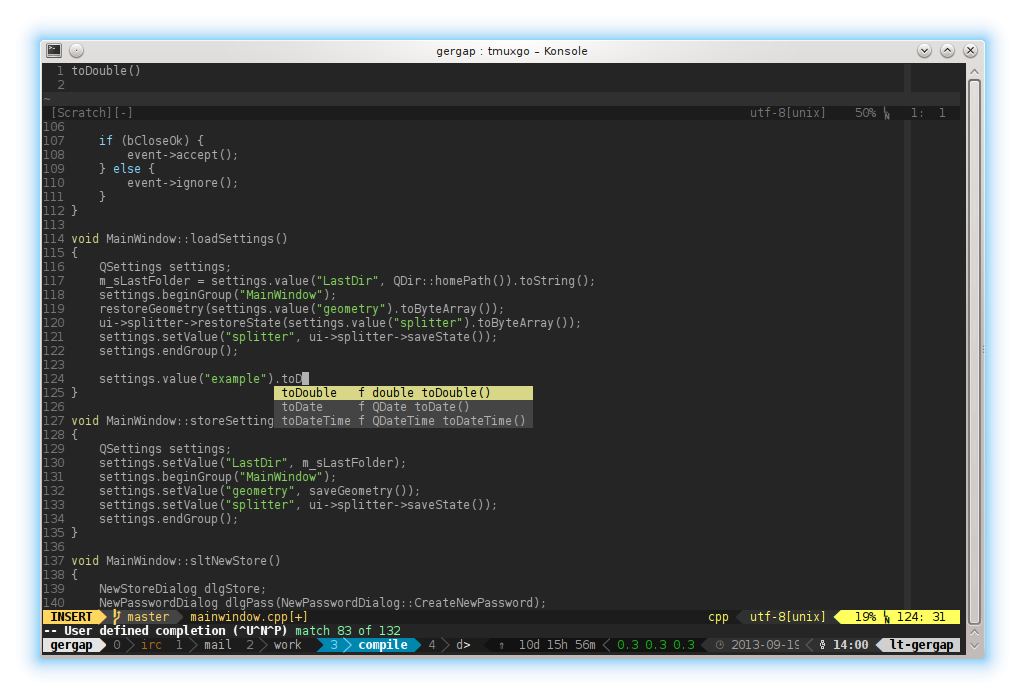 gergap : tmuxgo – Konsole
1 toDouble()
2
~
[Scratch][-] utf-8[unix] 50% 1: 1
106
107     if (bCloseOk) {
108         event->accept();
109     } else {
110         event->ignore();
111     }
112 }
113
114 void MainWindow::loadSettings()
115 {
116     QSettings settings;
117     m_sLastFolder = settings.value("LastDir", QDir::homePath()).toString();
118     settings.beginGroup("MainWindow");
119     restoreGeometry(settings.value("geometry").toByteArray());
120     ui->splitter->restoreState(settings.value("splitter").toByteArray());
121     settings.setValue("splitter", ui->splitter->saveState());
122     settings.endGroup();
123
124     settings.value("example").toD
125 } toDouble f double toDouble()
126 toDate f QDate toDate()
127 void MainWindow::storeSetting toDateTime f QDateTime toDateTime()
128 {
129     QSettings settings;
130     settings.setValue("LastDir", m_sLastFolder);
131     settings.beginGroup("MainWindow");
132     settings.setValue("geometry", saveGeometry());
133     settings.setValue("splitter", ui->splitter->saveState());
134     settings.endGroup();
135 }
136
137 void MainWindow::sltNewStore()
138 {
139     NewStoreDialog dlgStore;
140     NewPasswordDialog dlgPass(NewPasswordDialog::CreateNewPassword);
INSERT master mainwindow.cpp[+] cpp utf-8[unix] 19% 124: 31
-- User defined completion (^U^N^P) match 83 of 132
gergap 0 irc 1 mail 2 work 3 compile 4 d> ↑ 10d 15h 56m 0.3 0.3 0.3 2013-09-19 14:00 lt-gergap